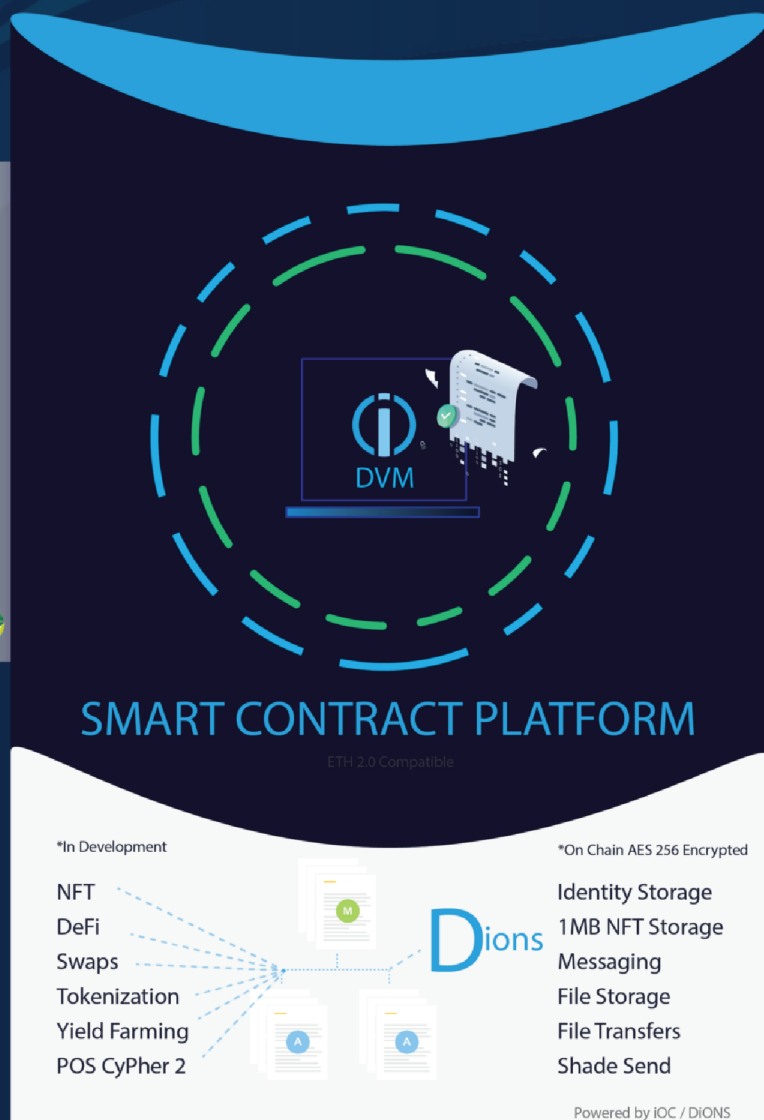 DVM
SMART CONTRACT PLATFORM
ETH 2.0 Compatible
*In Development
NFT
DeFi
Swaps
Tokenization
Yield Farming
POS CyPher 2
M
A
A
Dions
*On Chain AES 256 Encrypted
Identity Storage
1MB NFT Storage
Messaging
File Storage
File Transfers
Shade Send
Powered by iOC / DiONS